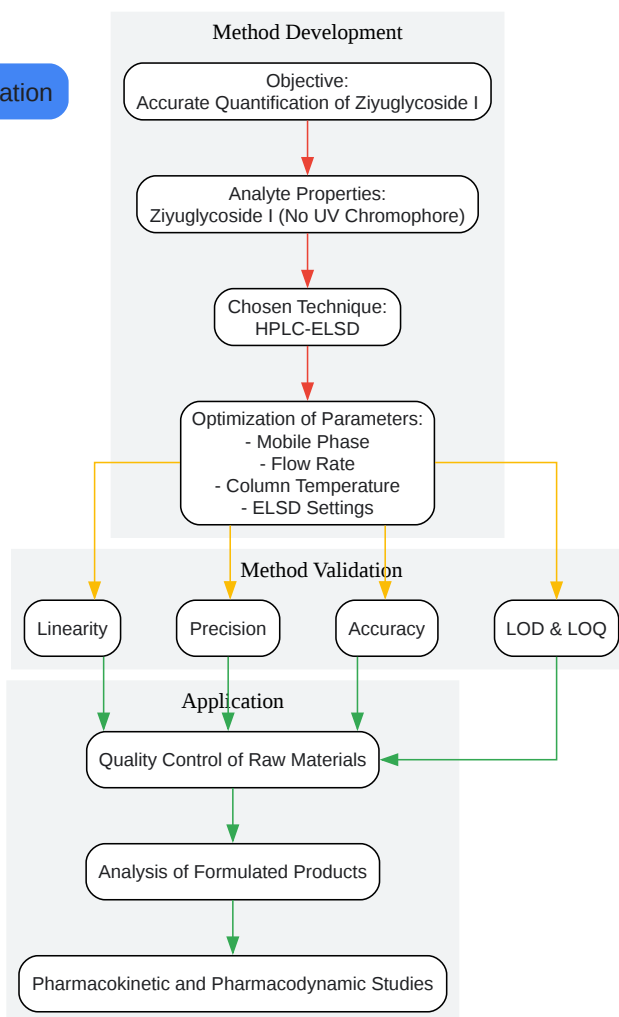 Method Development
ation
Objective:
Accurate Quantification of Ziyuglycoside I
Analyte Properties:
Ziyuglycoside I (No UV Chromophore)
Chosen Technique:
HPLC-ELSD
Optimization of Parameters:
- Mobile Phase
- Flow Rate
- Column Temperature
- ELSD Settings
Method Validation
Linearity
Precision
Accuracy
LOD & LOQ
Application
Quality Control of Raw Materials
Analysis of Formulated Products
Pharmacokinetic and Pharmacodynamic Studies